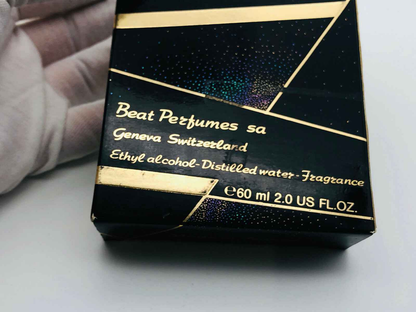 Beat Perfumes sa
Geneva Switzerland
Ethyl alcohol-Distilled water-Fragrance
℮60 ml 2.0 US FL.OZ.